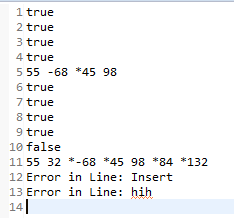 1 true
2 true
3 true
4 true
5 55 -68 *45 98
6 true
7 true
8 true
9 true
10 false
11 55 32 *-68 *45 98 *84 *132
12 Error in Line: Insert
13 Error in Line: hih
14